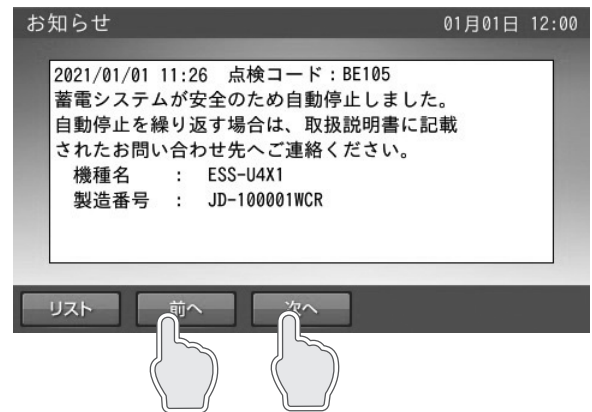 お知らせ 01月01日 12:00
2021/01/01 11:26 点検コード：BE105
蓄電システムが安全のため自動停止しました。
自動停止を繰り返す場合は、取扱説明書に記載
されたお問い合わせ先へご連絡ください。
機種名 : ESS-U4X1
製造番号 : JD-100001WCR
リスト 前へ 次へ